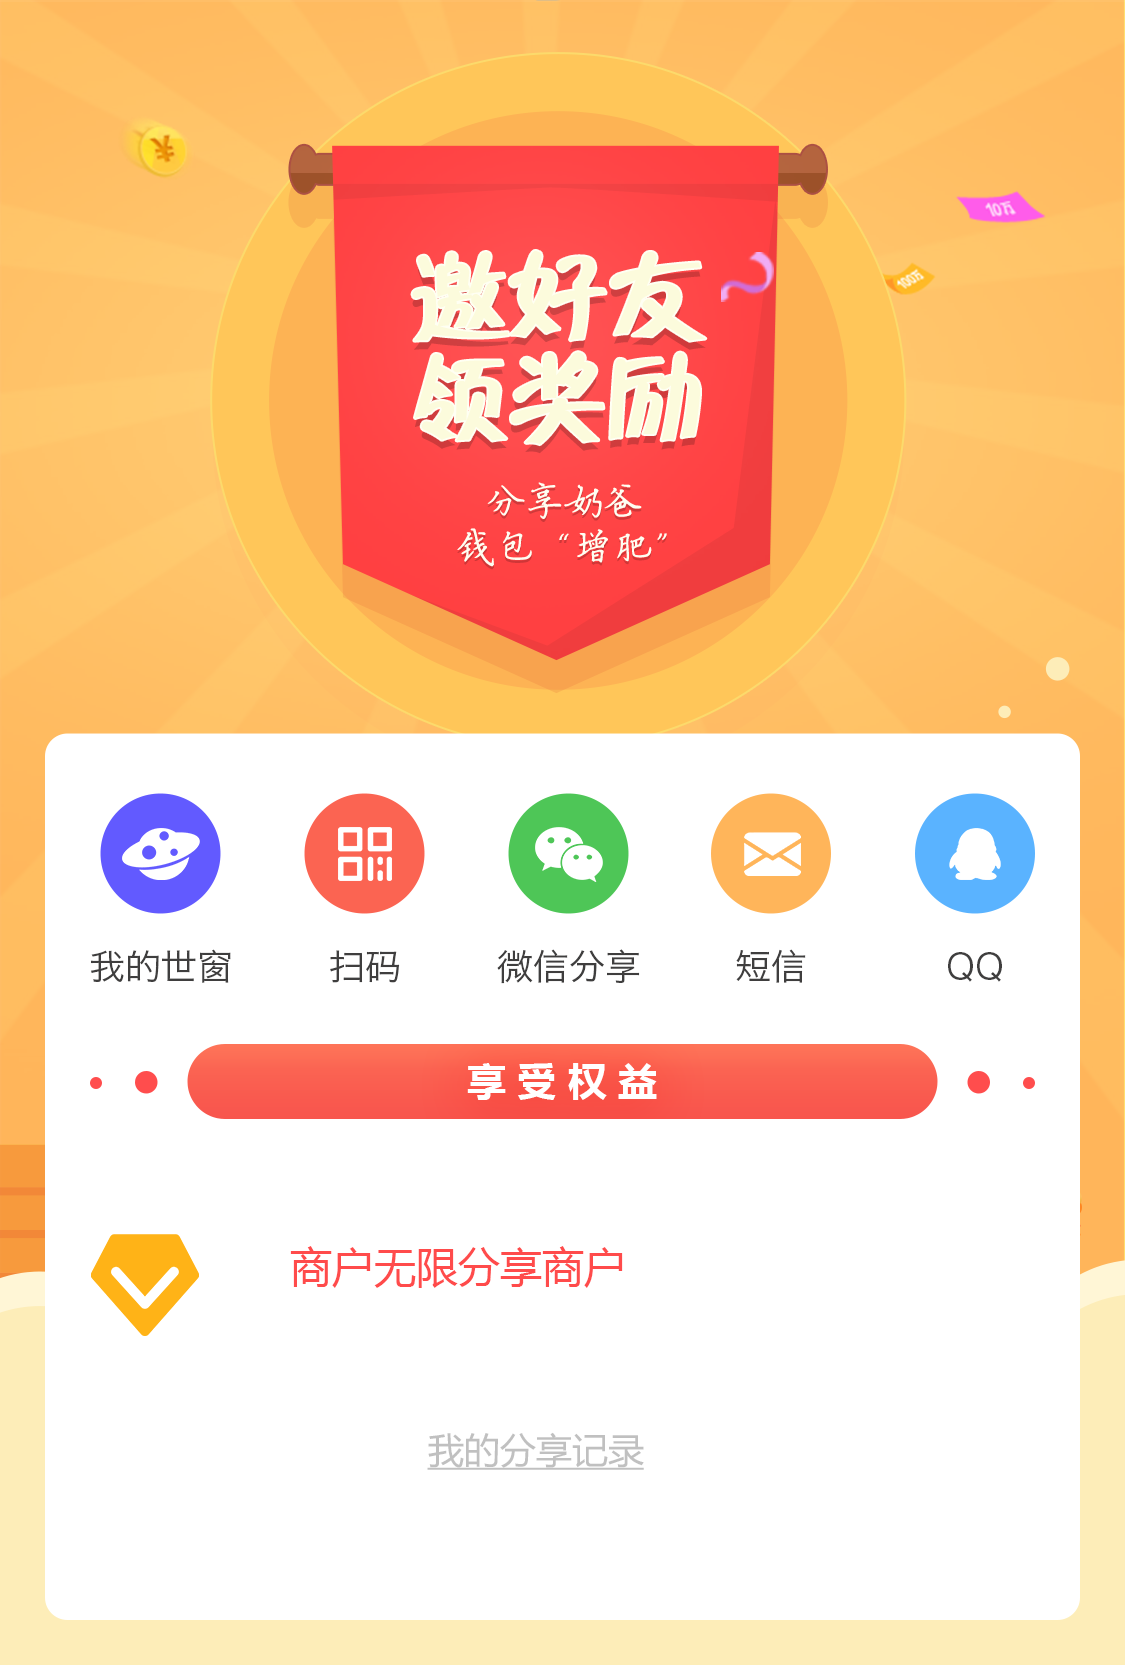 10万
100万
邀好友
领奖励
分享奶爸
钱包“增肥”
我的世窗 扫码 微信分享 短信 QQ
享受权益
商户无限分享商户
我的分享记录